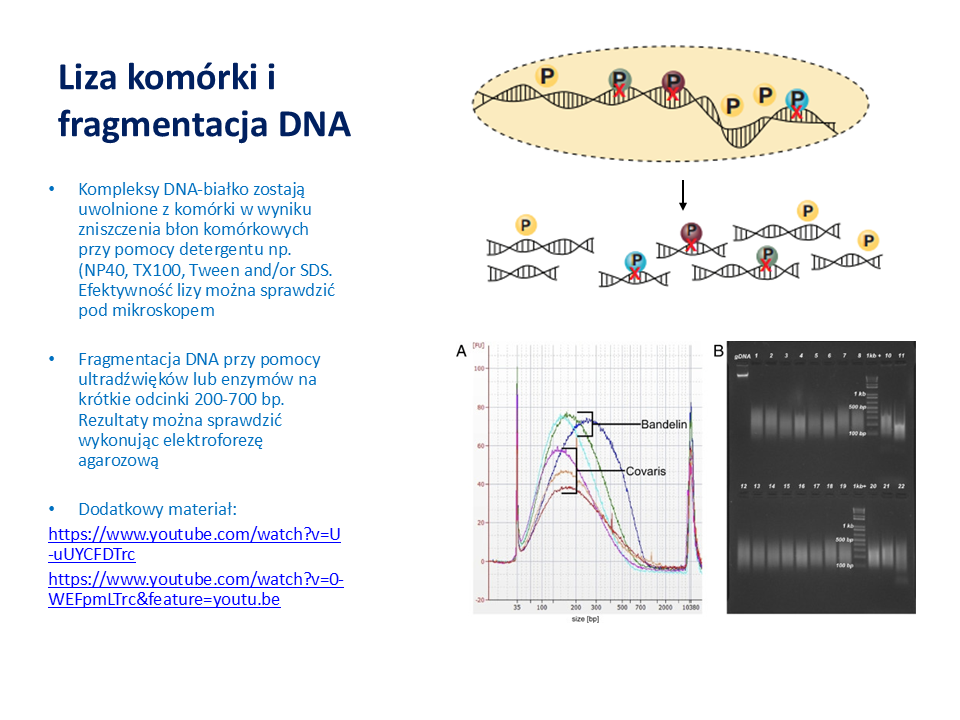 Liza komórki i
fragmentacja DNA
• Kompleksy DNA-białko zostają
uwolnione z komórki w wyniku
zniszczenia błon komórkowych
przy pomocy detergentu np.
(NP40, TX100, Tween and/or SDS.
Efektywność lizy można sprawdzić
pod mikroskopem
• Fragmentacja DNA przy pomocy
ultradźwięków lub enzymów na
krótkie odcinki 200-700 bp.
Rezultaty można sprawdzić
wykonując elektroforezę
agarozową
• Dodatkowy materiał:
https://www.youtube.com/watch?v=U
-uUYCFDTrc
https://www.youtube.com/watch?v=0-
WEFpmLTrc&feature=youtu.be
P P P P P P
X X X
P P P P P P
X X X
A
[FU]
100
80
60
40
20
0
-20
Bandelin
Covaris
35 100 200 300 500 700 10380
size [bp]
B
gDNA 1 2 3 4 5 6 7 8 1kb + 10 11
1 kb
500 bp
100 bp
12 13 14 15 16 17 18 19 1kb+ 20 21 22
1 kb
500 bp
100 bp